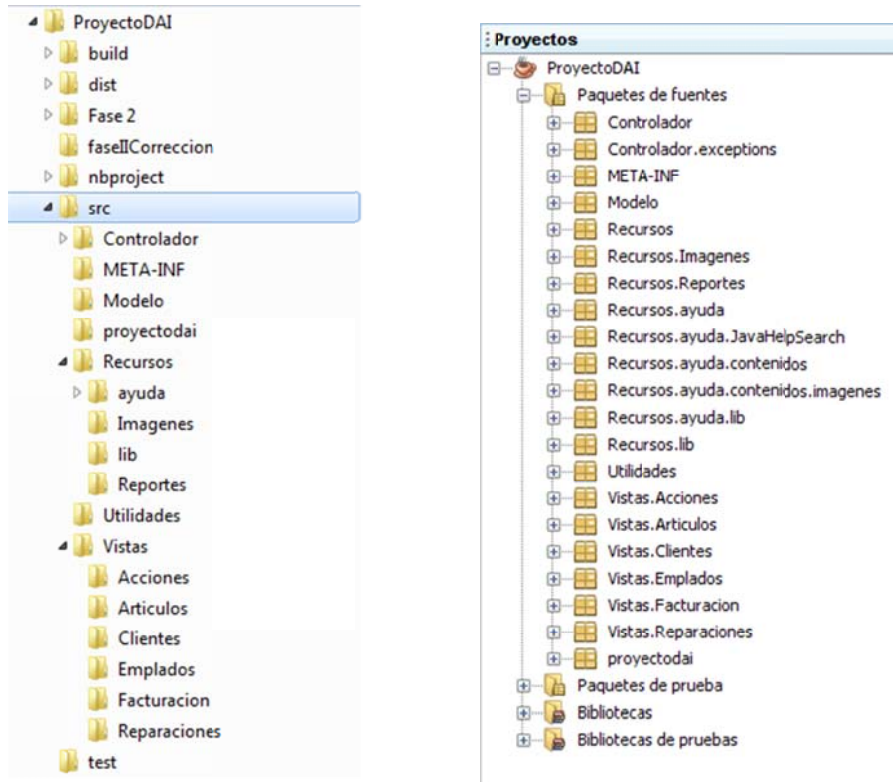 ProyectoDAI
build
dist
Fase 2
faseIICorreccion
nbproject
src
Controlador
META-INF
Modelo
proyectodai
Recursos
ayuda
Imagenes
lib
Reportes
Utilidades
Vistas
Acciones
Articulos
Clientes
Emplados
Facturacion
Reparaciones
test
Proyectos
ProyectoDAI
Paquetes de fuentes
Controlador
Controlador.exceptions
META-INF
Modelo
Recursos
Recursos.Imagenes
Recursos.Reportes
Recursos.ayuda
Recursos.ayuda.JavaHelpSearch
Recursos.ayuda.contenidos
Recursos.ayuda.contenidos.imagenes
Recursos.ayuda.lib
Recursos.lib
Utilidades
Vistas.Acciones
Vistas.Articulos
Vistas.Clientes
Vistas.Emplados
Vistas.Facturacion
Vistas.Reparaciones
proyectodai
Paquetes de prueba
Bibliotecas
Bibliotecas de pruebas